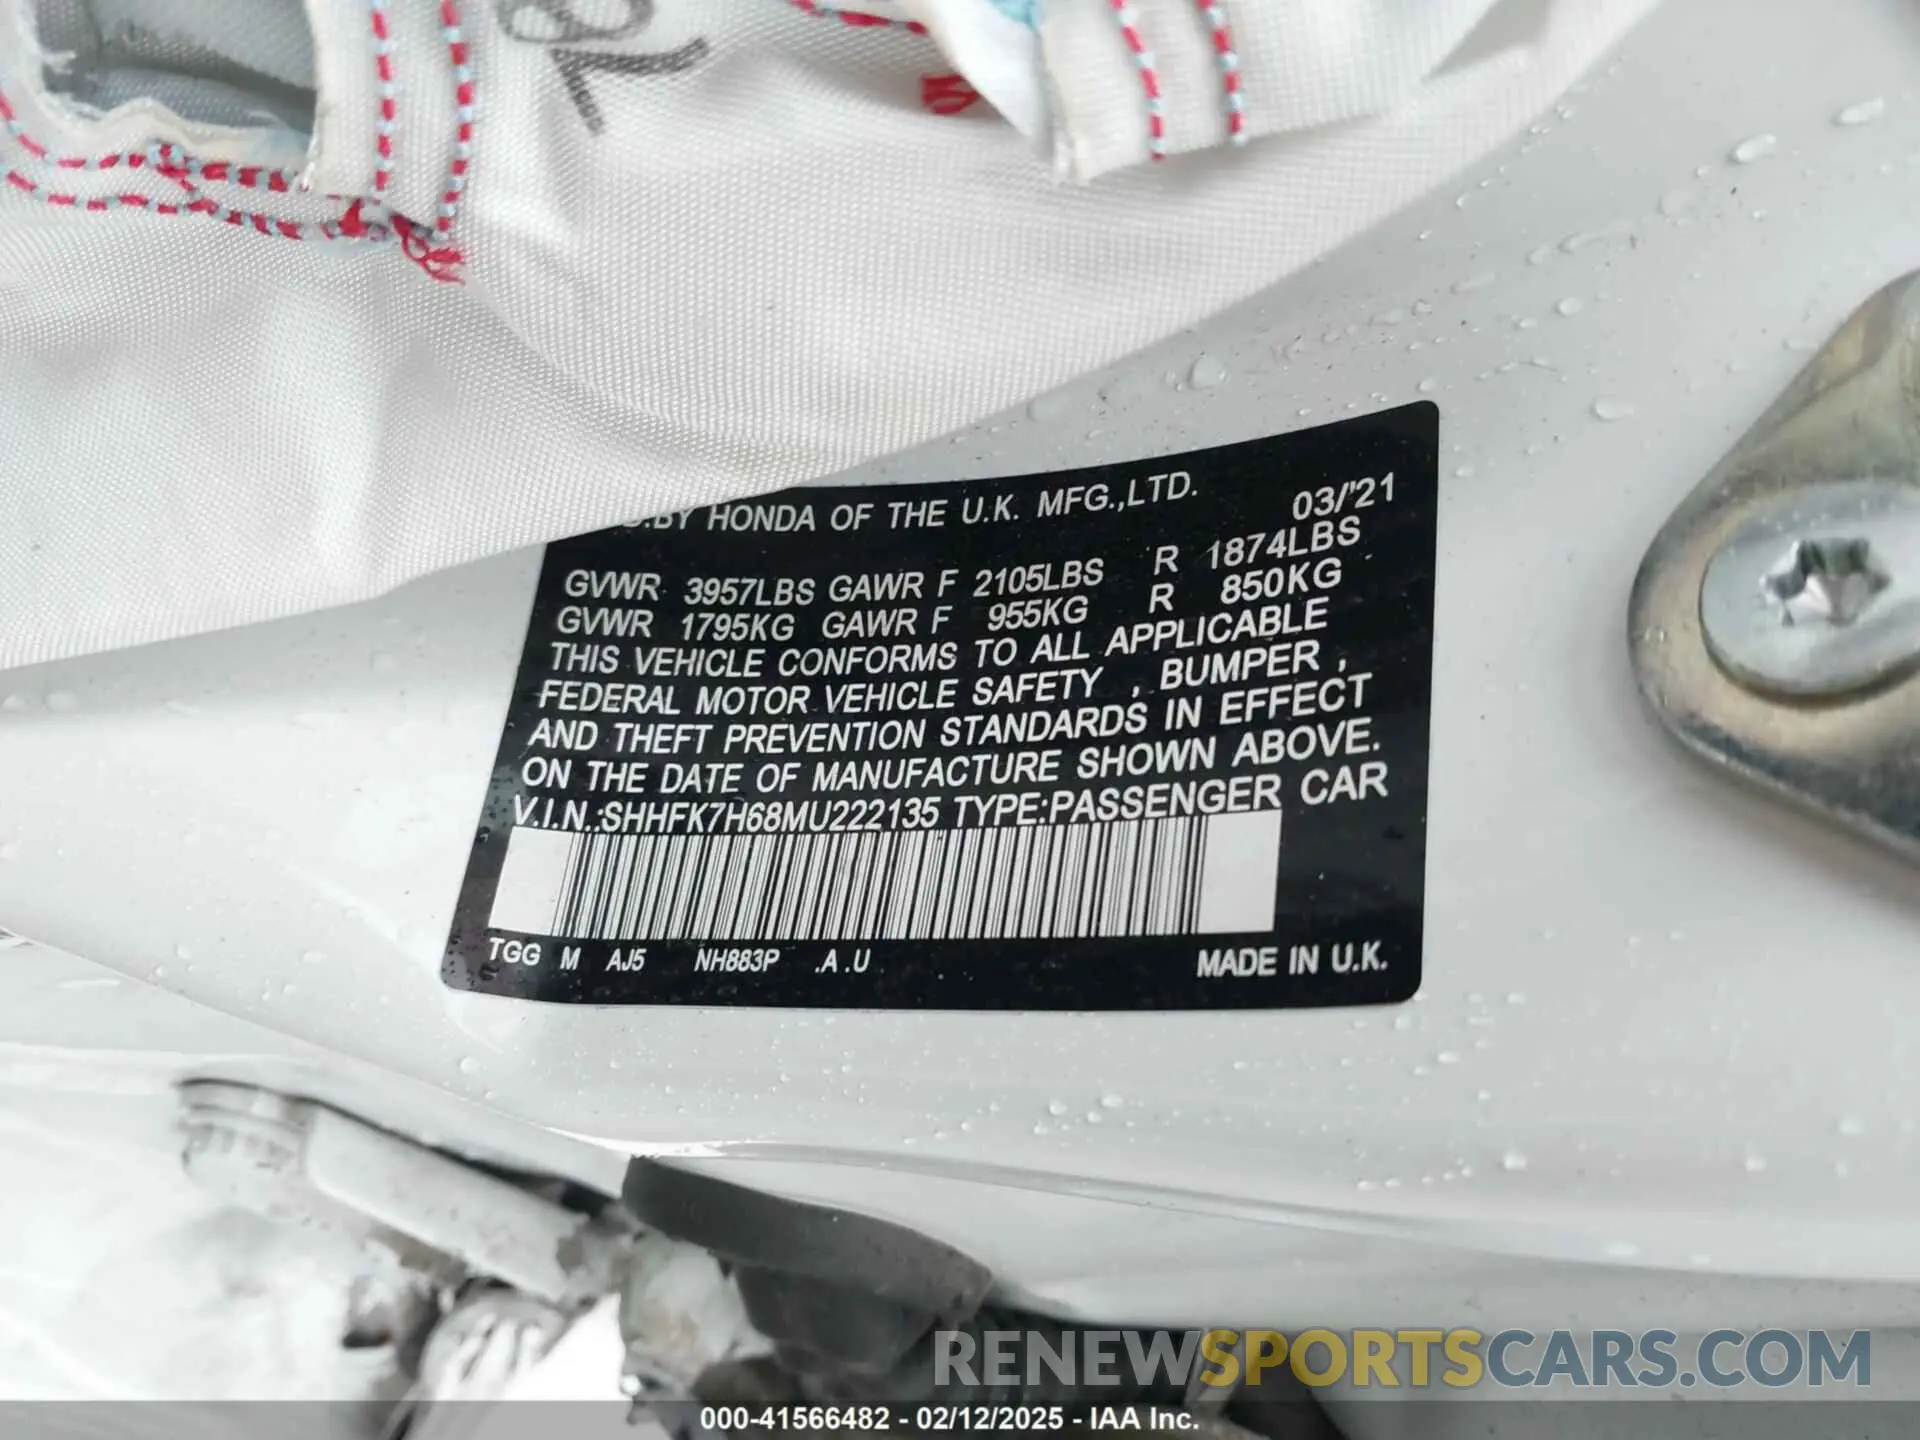 .BY HONDA OF THE U.K. MFG.,LTD. 03/'21
GVWR 3957LBS GAWR F 2105LBS R 1874LBS
GVWR 1795KG GAWR F 955KG R 850KG
THIS VEHICLE CONFORMS TO ALL APPLICABLE
FEDERAL MOTOR VEHICLE SAFETY , BUMPER ,
AND THEFT PREVENTION STANDARDS IN EFFECT
ON THE DATE OF MANUFACTURE SHOWN ABOVE.
V.I.N.:SHHFK7H68MU222135 TYPE:PASSENGER CAR
TGG M AJ5 NH883P .A .U MADE IN U.K.
RENEWSPORTSCARS.COM
000-41566482 - 02/12/2025 - IAA Inc.